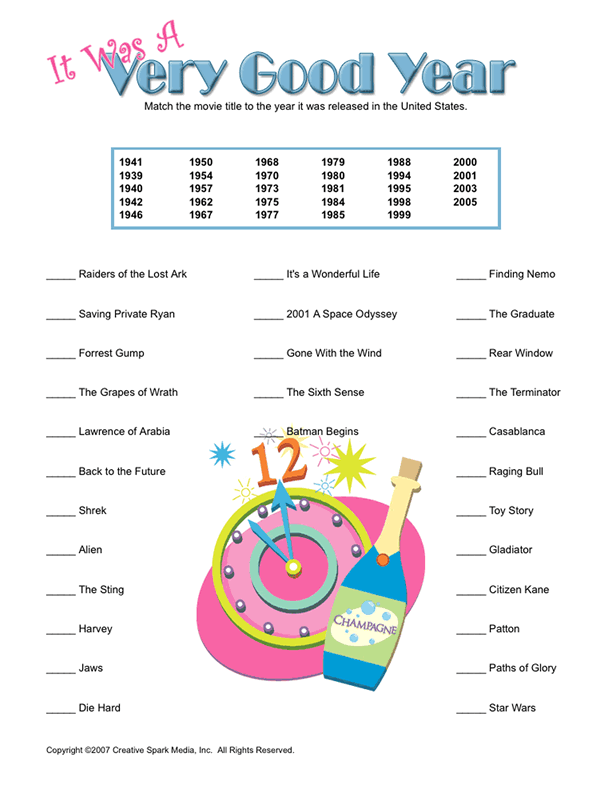 It Was A
Very Good Year
Match the movie title to the year it was released in the United States.
1941 1950 1968 1979 1988 2000
1939 1954 1970 1980 1994 2001
1940 1957 1973 1981 1995 2003
1942 1962 1975 1984 1998 2005
1946 1967 1977 1985 1999
_____ Raiders of the Lost Ark _____ It's a Wonderful Life _____ Finding Nemo
_____ Saving Private Ryan _____ 2001 A Space Odyssey _____ The Graduate
_____ Forrest Gump _____ Gone With the Wind _____ Rear Window
_____ The Grapes of Wrath _____ The Sixth Sense _____ The Terminator
_____ Lawrence of Arabia _____ Batman Begins _____ Casablanca
12
_____ Back to the Future _____ Raging Bull
_____ Shrek _____ Toy Story
_____ Alien _____ Gladiator
_____ The Sting _____ Citizen Kane
CHAMPAGNE
_____ Harvey _____ Patton
_____ Jaws _____ Paths of Glory
_____ Die Hard _____ Star Wars
Copyright ©2007 Creative Spark Media, Inc. All Rights Reserved.